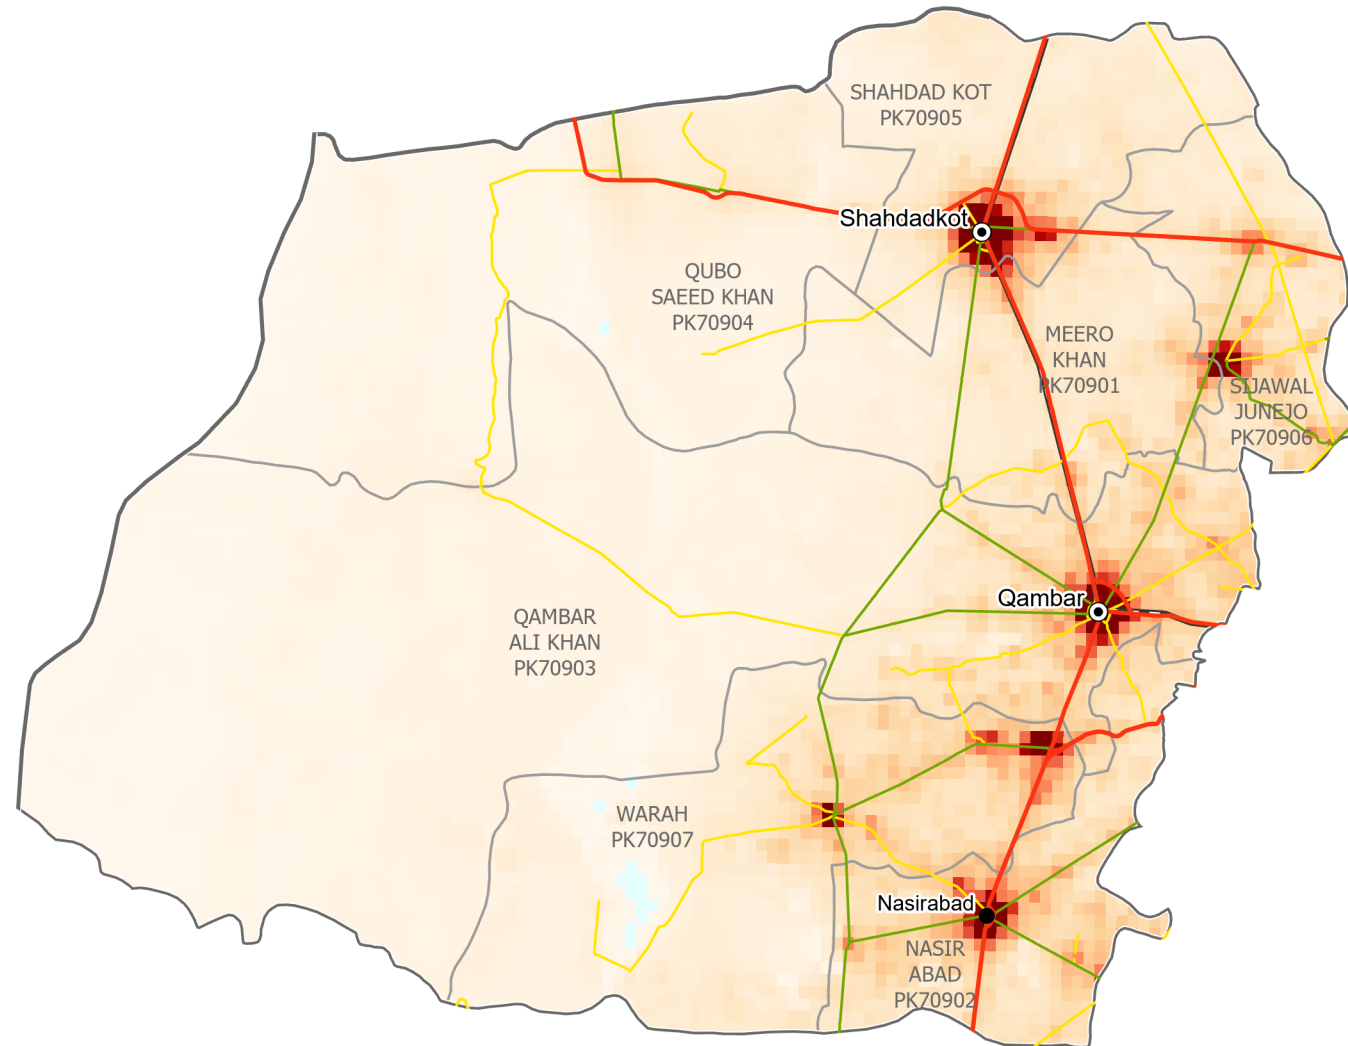 SHAHDAD KOT
PK70905
Shahdadkot
QUBO
SAEED KHAN
PK70904
MEERO
KHAN
PK70901
SIJAWAL
JUNEJO
PK70906
Qambar
QAMBAR
ALI KHAN
PK70903
WARAH
PK70907
Nasirabad
NASIR
ABAD
PK70902